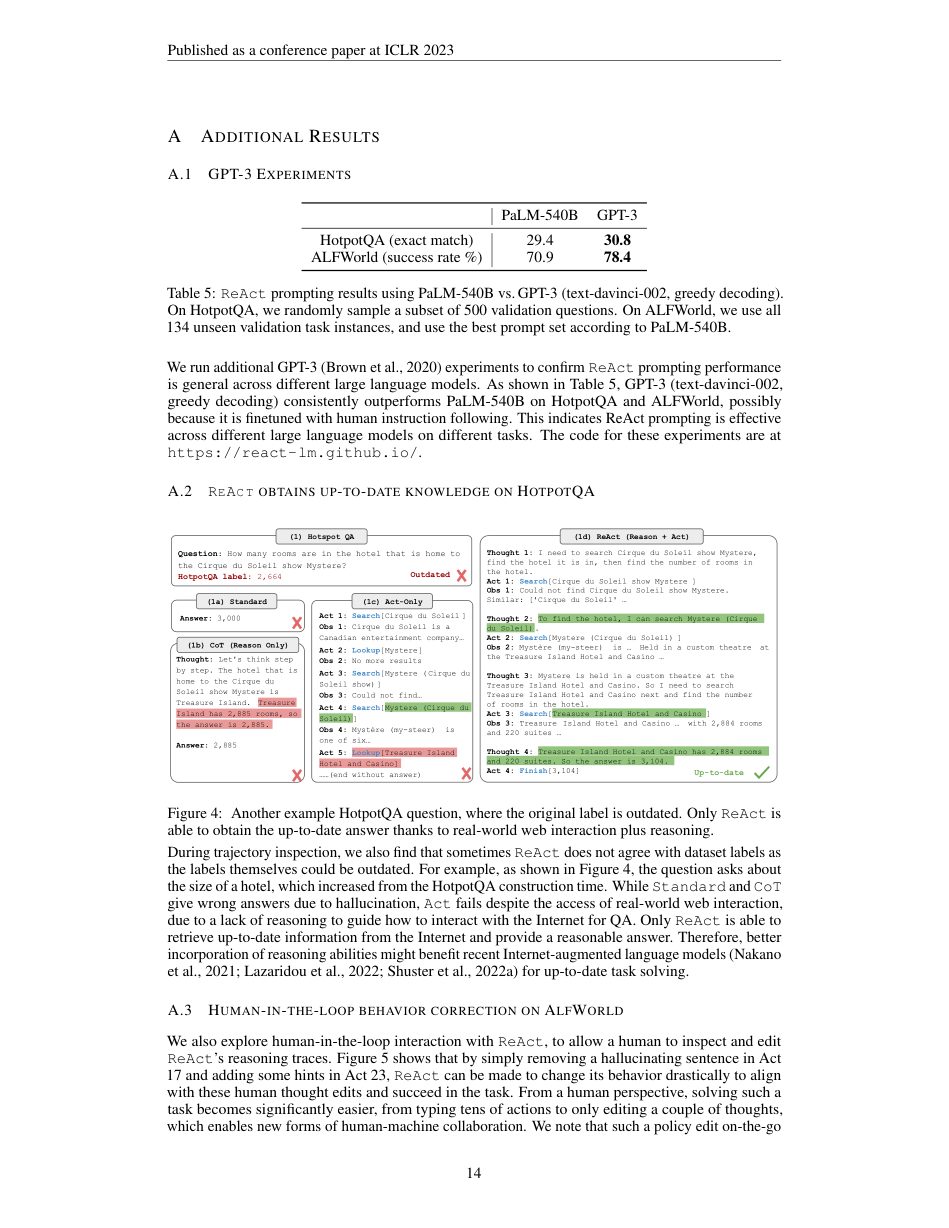 Published as a conference paper at ICLR 2023
A ADDITIONAL RESULTS
A.1 GPT-3 EXPERIMENTS
PaLM-540B GPT-3
HotpotQA (exact match) 29.4 30.8
ALFWorld (success rate %) 70.9 78.4
Table 5: ReAct prompting results using PaLM-540B vs. GPT-3 (text-davinci-002, greedy decoding).
On HotpotQA, we randomly sample a subset of 500 validation questions. On ALFWorld, we use all
134 unseen validation task instances, and use the best prompt set according to PaLM-540B.
We run additional GPT-3 (Brown et al., 2020) experiments to confirm ReAct prompting performance
is general across different large language models. As shown in Table 5, GPT-3 (text-davinci-002,
greedy decoding) consistently outperforms PaLM-540B on HotpotQA and ALFWorld, possibly
because it is finetuned with human instruction following. This indicates ReAct prompting is effective
across different large language models on different tasks. The code for these experiments are at
https://react-lm.github.io/.
A.2 REACT OBTAINS UP-TO-DATE KNOWLEDGE ON HOTPOTQA
(1) Hotspot QA
Question: How many rooms are in the hotel that is home to
the Cirque du Soleil show Mystere?
HotpotQA label: 2,664
Outdated
(1a) Standard
Answer: 3,000
(1b) CoT (Reason Only)
Thought: Let's think step
by step. The hotel that is
home to the Cirque du
Soleil show Mystere is
Treasure Island. Treasure
Island has 2,885 rooms, so
the answer is 2,885.
Answer: 2,885
(1c) Act-Only
Act 1: Search[Cirque du Soleil ]
Obs 1: Cirque du Soleil is a
Canadian entertainment company…
Act 2: Lookup[Mystere]
Obs 2: No more results
Act 3: Search[Mystere (Cirque du
Soleil show)]
Obs 3: Could not find…
Act 4: Search[Mystere (Cirque du
Soleil)]
Obs 4: Mystère (my-steer) is
one of six…
Act 5: Lookup[Treasure Island
Hotel and Casino]
……(end without answer)
(1d) ReAct (Reason + Act)
Thought 1: I need to search Cirque du Soleil show Mystere,
find the hotel it is in, then find the number of rooms in
the hotel.
Act 1: Search[Cirque du Soleil show Mystere ]
Obs 1: Could not find Cirque du Soleil show Mystere.
Similar: ['Cirque du Soleil' …
Thought 2: To find the hotel, I can search Mystere (Cirque
du Soleil).
Act 2: Search[Mystere (Cirque du Soleil) ]
Obs 2: Mystère (my-steer) is … Held in a custom theatre at
the Treasure Island Hotel and Casino …
Thought 3: Mystere is held in a custom theatre at the
Treasure Island Hotel and Casino. So I need to search
Treasure Island Hotel and Casino next and find the number
of rooms in the hotel.
Act 3: Search[Treasure Island Hotel and Casino ]
Obs 3: Treasure Island Hotel and Casino … with 2,884 rooms
and 220 suites …
Thought 4: Treasure Island Hotel and Casino has 2,884 rooms
and 220 suites. So the answer is 3,104.
Act 4: Finish[3,104]
Up-to-date
Figure 4: Another example HotpotQA question, where the original label is outdated. Only ReAct is
able to obtain the up-to-date answer thanks to real-world web interaction plus reasoning.
During trajectory inspection, we also find that sometimes ReAct does not agree with dataset labels as
the labels themselves could be outdated. For example, as shown in Figure 4, the question asks about
the size of a hotel, which increased from the HotpotQA construction time. While Standard and CoT
give wrong answers due to hallucination, Act fails despite the access of real-world web interaction,
due to a lack of reasoning to guide how to interact with the Internet for QA. Only ReAct is able to
retrieve up-to-date information from the Internet and provide a reasonable answer. Therefore, better
incorporation of reasoning abilities might benefit recent Internet-augmented language models (Nakano
et al., 2021; Lazaridou et al., 2022; Shuster et al., 2022a) for up-to-date task solving.
A.3 HUMAN-IN-THE-LOOP BEHAVIOR CORRECTION ON ALFWORLD
We also explore human-in-the-loop interaction with ReAct, to allow a human to inspect and edit
ReAct's reasoning traces. Figure 5 shows that by simply removing a hallucinating sentence in Act
17 and adding some hints in Act 23, ReAct can be made to change its behavior drastically to align
with these human thought edits and succeed in the task. From a human perspective, solving such a
task becomes significantly easier, from typing tens of actions to only editing a couple of thoughts,
which enables new forms of human-machine collaboration. We note that such a policy edit on-the-go
14